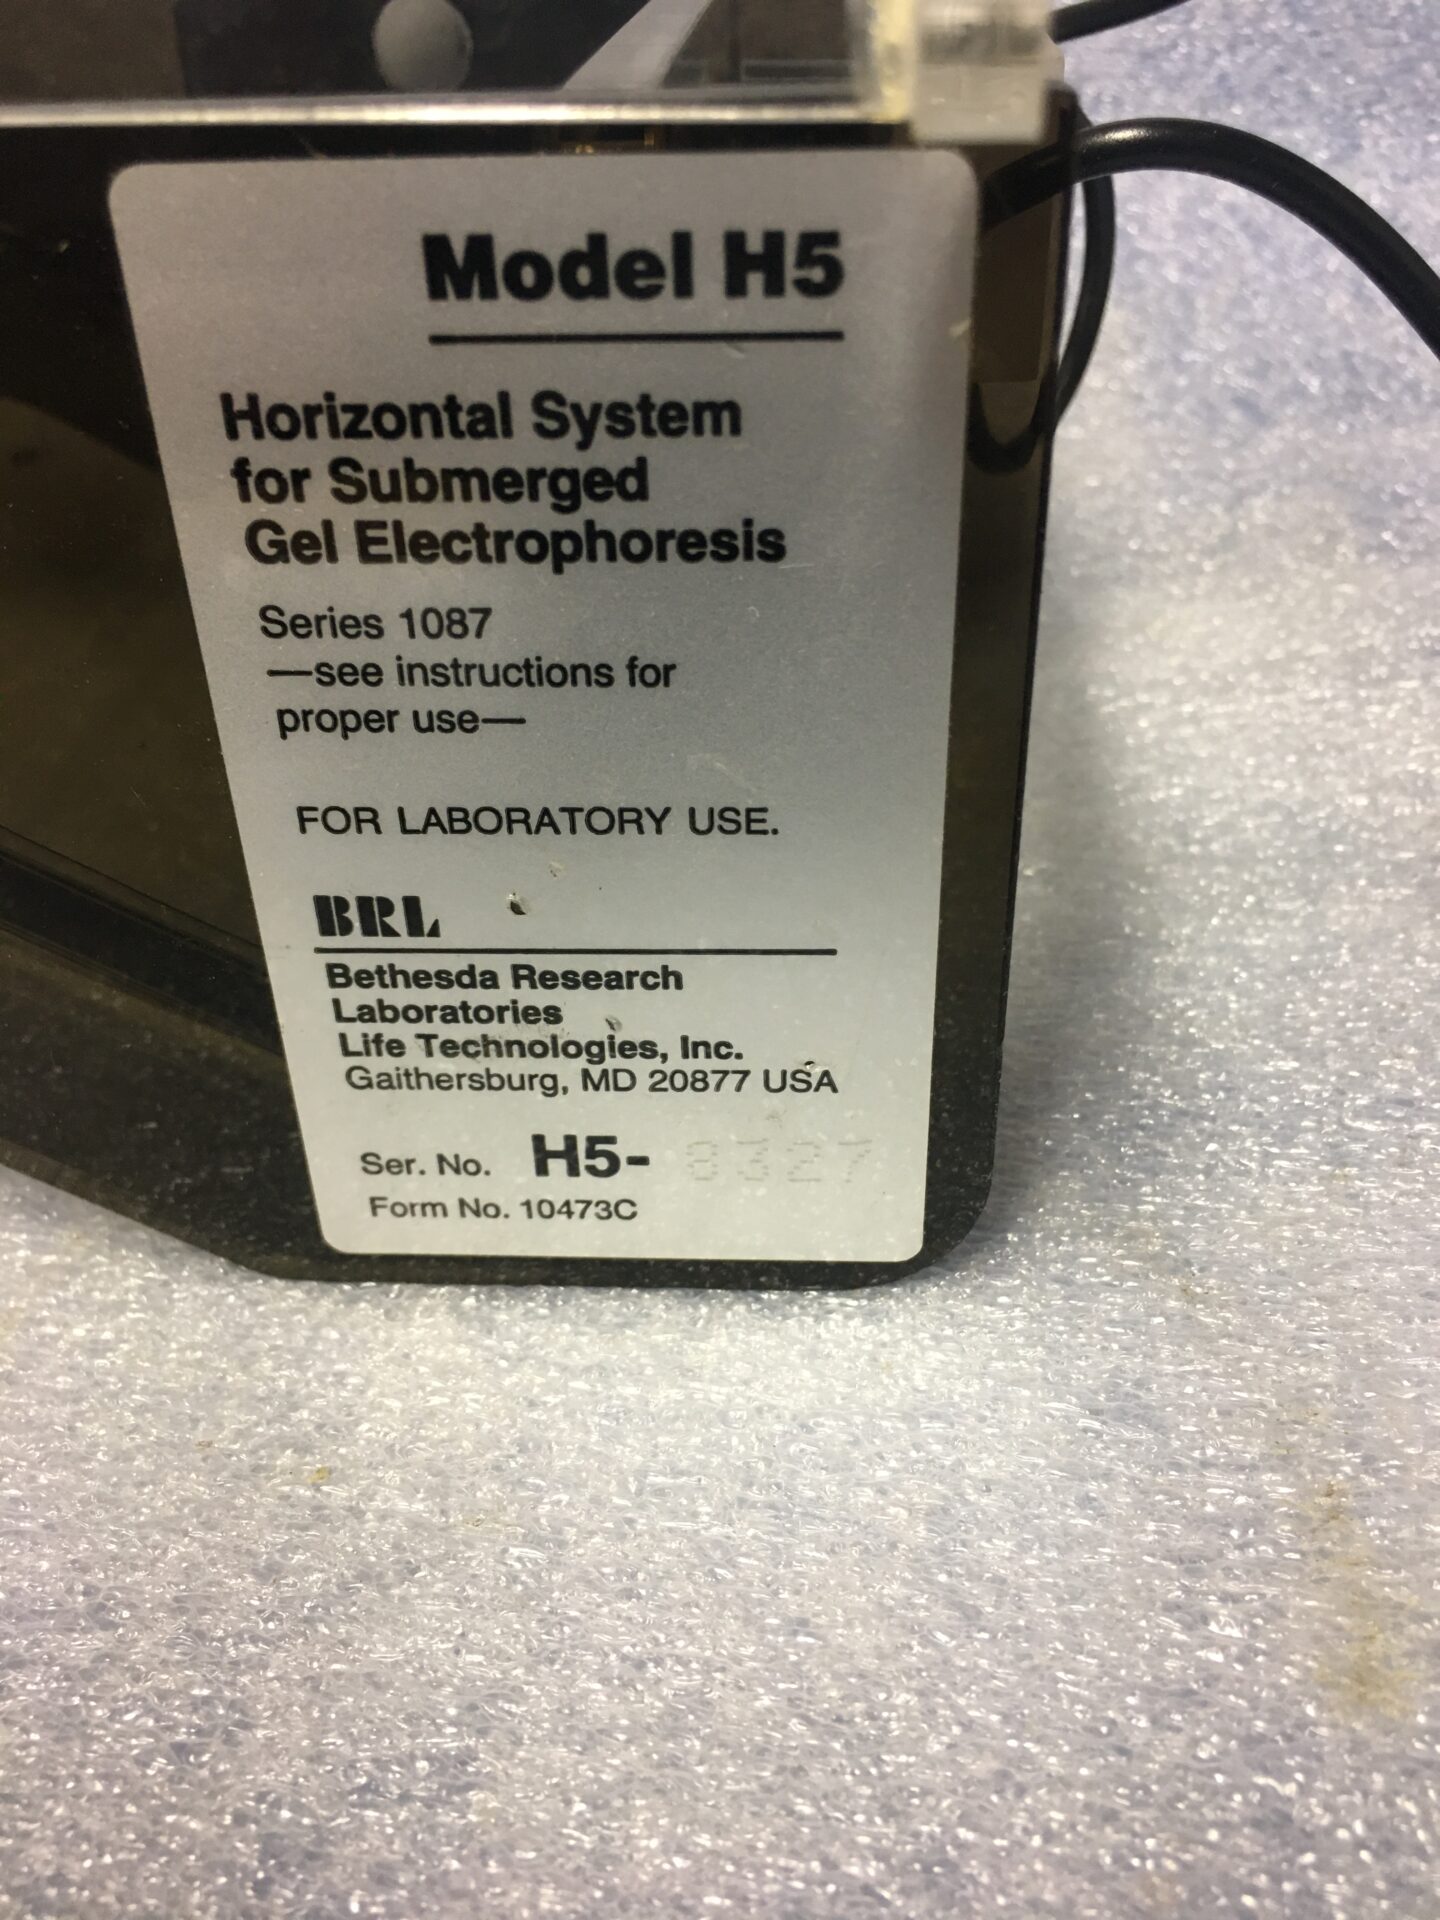 Model H5
Horizontal System
for Submerged
Gel Electrophoresis
Series 1087
—see instructions for
proper use—
FOR LABORATORY USE.
BRL
Bethesda Research
Laboratories
Life Technologies, Inc.
Gaithersburg, MD 20877 USA
Ser. No. H5- 8327
Form No. 10473C